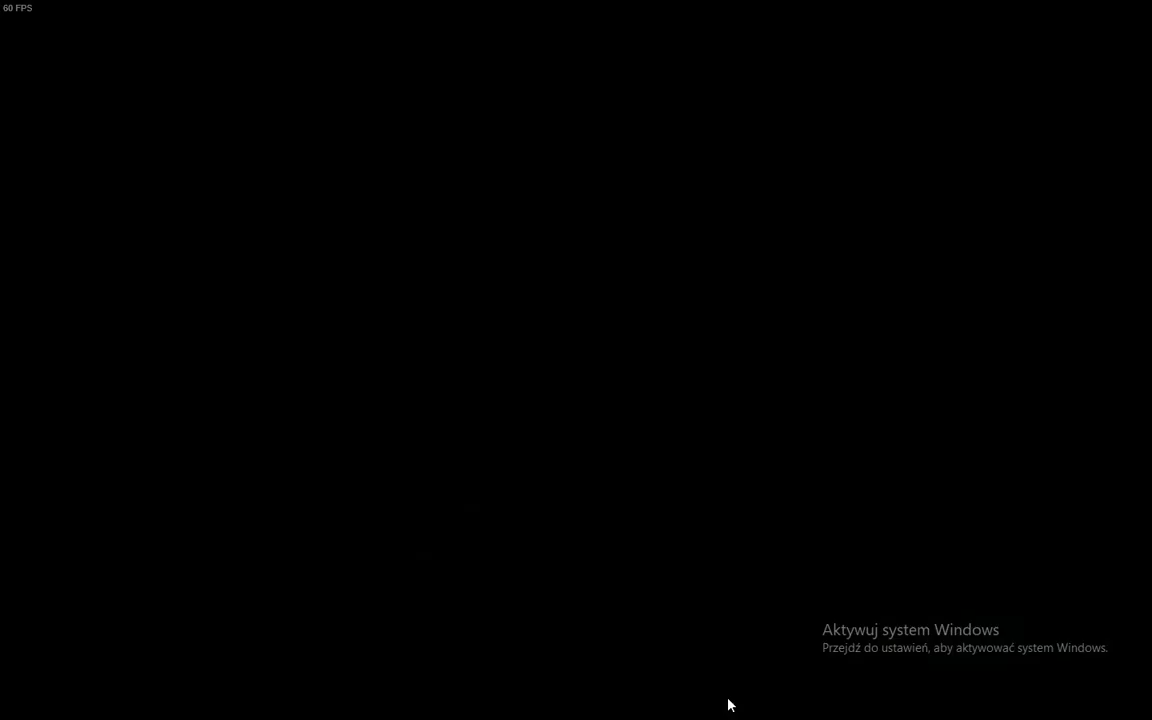 60 FPS
Aktywuj system Windows
Przejdź do ustawień, aby aktywować system Windows.